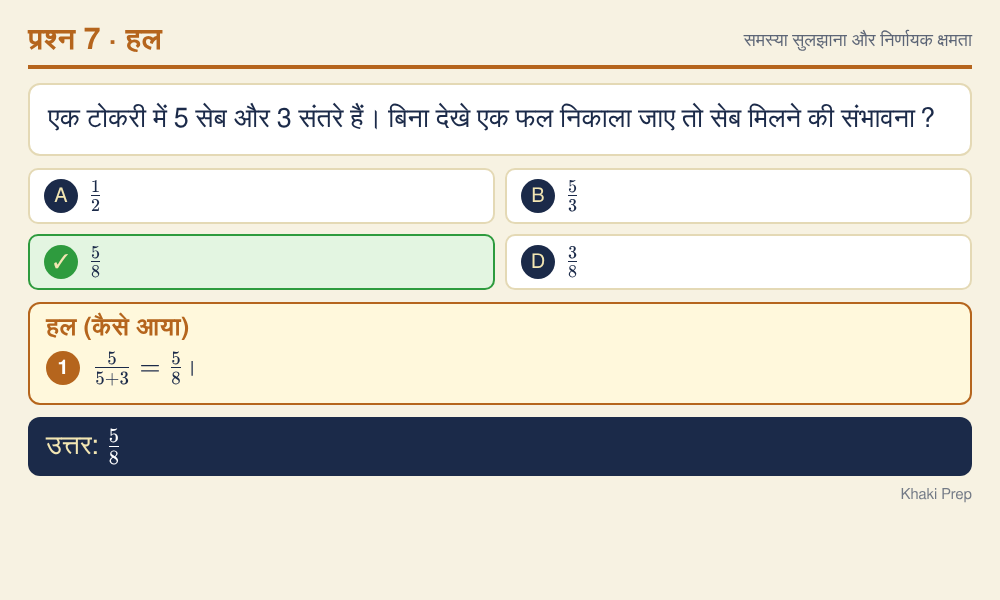 प्रश्न 7 · हल
समस्या सुलझाना और निर्णायक क्षमता
एक टोकरी में 5 सेब और 3 संतरे हैं। बिना देखे एक फल निकाला जाए तो सेब मिलने की संभावना ?
A 1/2
B 5/3
✓ 5/8
D 3/8
हल (कैसे आया)
1 5/(5+3) = 5/8 ।
उत्तर: 5/8
Khaki Prep